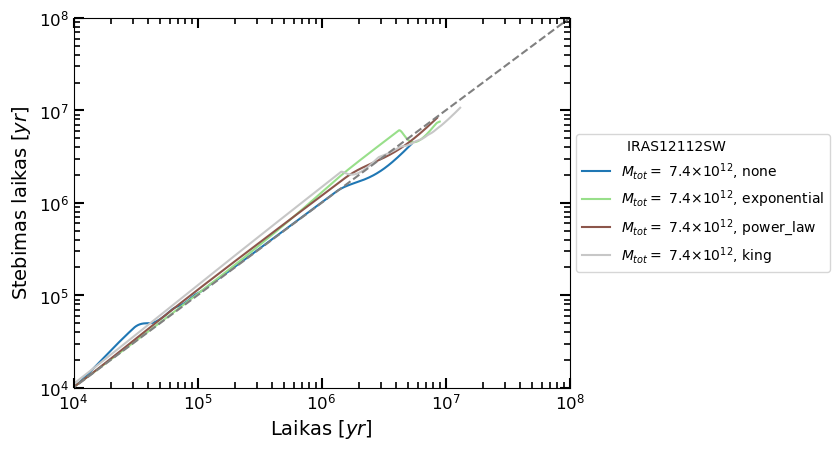 10^8
10^7
10^6
10^5
10^4
Stebimas laikas [yr]
10^4 10^5 10^6 10^7 10^8
Laikas [yr]
IRAS12112SW
M_tot = 7.4×10^12, none
M_tot = 7.4×10^12, exponential
M_tot = 7.4×10^12, power_law
M_tot = 7.4×10^12, king